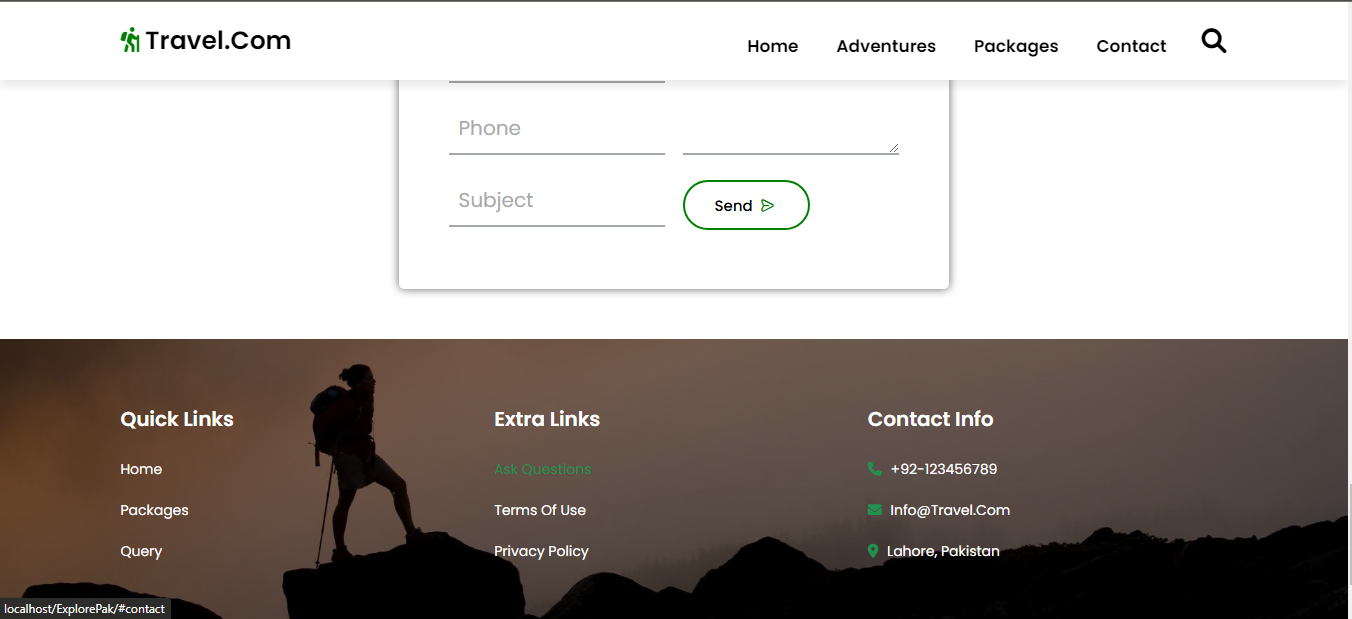 Travel.Com
Home Adventures Packages Contact
Phone
Subject
Send
Quick Links
Home
Packages
Query
Extra Links
Ask Questions
Terms Of Use
Privacy Policy
Contact Info
+92-123456789
Info@Travel.Com
Lahore, Pakistan
localhost/ExplorePak/#contact